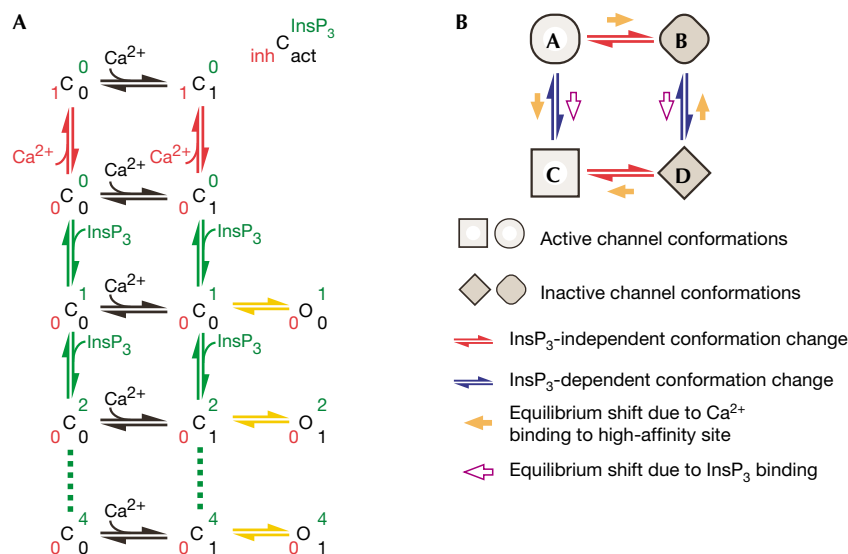 A
InsP3
inh C act
Ca2+
0 0
C C
1 0 1 1
Ca2+ Ca2+
Ca2+
0 0
C C
0 0 0 1
InsP3 InsP3
Ca2+
1 1 1
C C O
0 0 0 0 0 0
InsP3 InsP3
Ca2+
2 2 2
C C O
0 0 0 1 0 1
Ca2+
4 4 4
C C O
0 0 0 1 0 1
B
A B
C D
Active channel conformations
Inactive channel conformations
InsP3-independent conformation change
InsP3-dependent conformation change
Equilibrium shift due to Ca2+
binding to high-affinity site
Equilibrium shift due to InsP3 binding